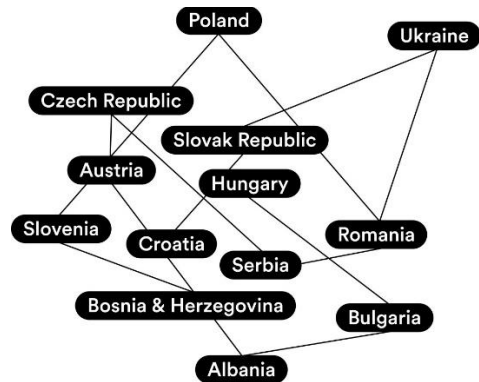 Poland
Ukraine
Czech Republic
Slovak Republic
Austria
Hungary
Slovenia
Croatia
Romania
Serbia
Bosnia & Herzegovina
Bulgaria
Albania